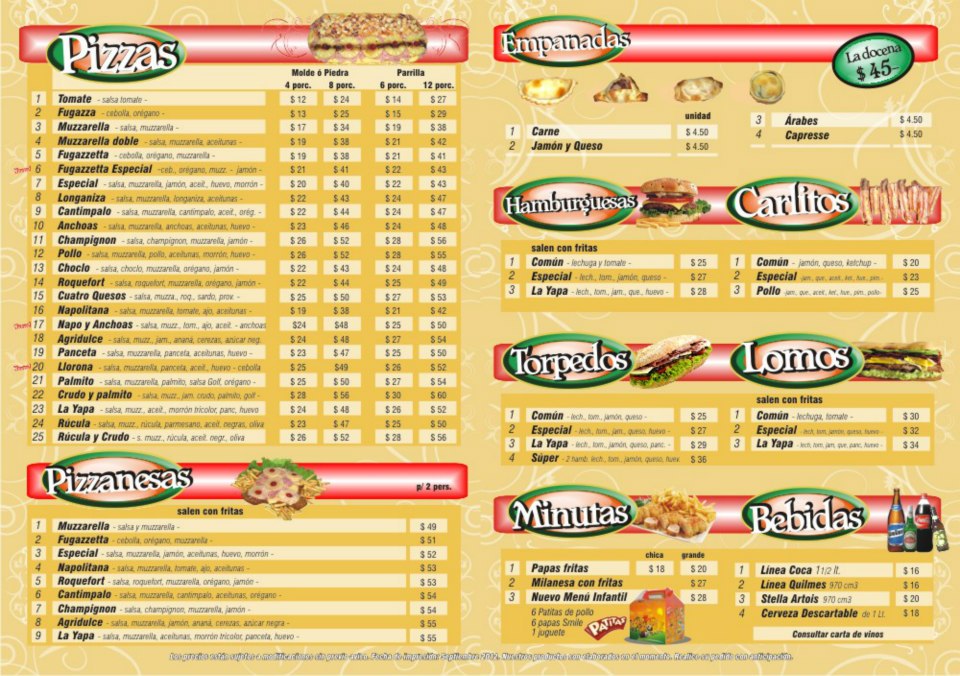 Pizzas
Molde ó Piedra Parrilla
4 porc. 8 porc. 6 porc. 12 porc.
1 Tomate - salsa tomate - $ 12 $ 24 $ 14 $ 27
2 Fugazza - cebolla, orégano - $ 13 $ 25 $ 15 $ 29
3 Muzzarella - salsa, muzzarella - $ 17 $ 34 $ 19 $ 38
4 Muzzarella doble - salsa, muzzarella, aceitunas - $ 19 $ 38 $ 21 $ 42
5 Fugazzetta - cebolla, orégano, muzzarella - $ 19 $ 38 $ 21 $ 41
6 Fugazzetta Especial -ceb., orégano, muzz. - jamón - $ 21 $ 41 $ 22 $ 43
7 Especial - salsa, muzzarella, jamón, aceit., huevo, morrón - $ 20 $ 40 $ 22 $ 43
8 Longaniza - salsa, muzzarella, longaniza, aceitunas - $ 22 $ 43 $ 24 $ 47
9 Cantimpalo - salsa, muzzarella, cantimpalo, aceit., orég. - $ 22 $ 44 $ 24 $ 47
10 Anchoas - salsa, muzzarella, anchoas, aceitunas, huevo - $ 23 $ 46 $ 24 $ 48
11 Champignon - salsa, champignon, muzzarella, jamón - $ 26 $ 52 $ 28 $ 56
12 Pollo - salsa, muzzarella, pollo, aceitunas, morrón, huevo - $ 26 $ 52 $ 28 $ 55
13 Choclo - salsa, choclo, muzzarella, orégano, jamón - $ 22 $ 43 $ 24 $ 48
14 Roquefort - salsa, roquefort, muzzarella, orégano, jamón - $ 22 $ 44 $ 25 $ 49
15 Cuatro Quesos - salsa, muzza., roq., sardo, prov. - $ 25 $ 50 $ 27 $ 53
16 Napolitana - salsa, muzzarella, tomate, ajo, aceitunas - $ 19 $ 38 $ 21 $ 42
17 Napo y Anchoas - salsa, muzz., tom., ajo, aceit. - anchoas $24 $48 $ 25 $ 50
18 Agridulce - salsa, muzz., jam., ananá, cerezas, azúcar neg. $ 24 $ 48 $ 27 $ 54
19 Panceta - salsa, muzzarella, panceta, aceitunas, huevo - $ 23 $ 47 $ 25 $ 50
20 Llorona - salsa, muzzarella, panceta, aceit., huevo - cebolla $ 25 $49 $ 26 $ 52
21 Palmito - salsa, muzzarella, palmito, salsa Golf, orégano - $ 25 $ 50 $ 27 $ 54
22 Crudo y palmito - salsa, muzz., jam. crudo, palmito, golf - $ 28 $ 56 $ 30 $ 60
23 La Yapa - salsa, muzz., aceit., morrón tricolor, panc, huevo $ 24 $ 48 $ 26 $ 52
24 Rúcula - salsa, muzz., rúcula, parmesano, aceit. negras, oliva $ 23 $ 47 $ 25 $ 50
25 Rúcula y Crudo - s. muzz., rúcula, aceit. negr., oliva $ 26 $ 52 $ 28 $ 56
Pizzanesas
p/ 2 pers.
salen con fritas
1 Muzzarella - salsa y muzzarella - $ 49
2 Fugazzetta - cebolla, orégano, muzzarella - $ 51
3 Especial - salsa, muzzarella, jamón, aceitunas, huevo, morrón - $ 52
4 Napolitana - salsa, muzzarella, tomate, ajo, aceitunas - $ 53
5 Roquefort - salsa, roquefort, muzzarella, orégano, jamón - $ 53
6 Cantimpalo - salsa, muzzarella, cantimpalo, aceitunas, orégano - $ 54
7 Champignon - salsa, champignon, muzzarella, jamón - $ 54
8 Agridulce - salsa, muzzarella, jamón, ananá, cerezas, azúcar negra - $ 55
9 La Yapa - salsa, muzzarella, aceitunas, morrón tricolor, panceta, huevo - $ 55
Empanadas
La docena
$ 45-
unidad
1 Carne $ 4.50
2 Jamón y Queso $ 4.50
3 Árabes $ 4.50
4 Capresse $ 4.50
Hamburguesas
salen con fritas
1 Común - lechuga y tomate - $ 25
2 Especial - lech., tom., jamón, queso - $ 27
3 La Yapa - lech., tom., jam., que., huevo - $ 28
Carlitos
1 Común - jamón, queso, ketchup - $ 20
2 Especial -jam., que., aceit., ket., hue., pim.- $ 23
3 Pollo -jam., que., aceit., ket., hue., pim., pollo- $ 25
Torpedos
1 Común - lech., tom., jamón, queso - $ 25
2 Especial - lech., tom., jam., queso, huevo - $ 27
3 La Yapa - lech., tom., jamón, queso, panc. - $ 29
4 Súper - 2 hamb. lech., tom., jamón, queso, huev. $ 36
Lomos
salen con fritas
1 Común - lechuga, tomate - $ 30
2 Especial - lech, tom, jamón, queso, huevo - $ 32
3 La Yapa - lech, tom, jam, que, panc, huevo - $ 34
Minutas
chica grande
1 Papas fritas $ 18 $ 20
2 Milanesa con fritas $ 27
3 Nuevo Menú Infantil $ 28
6 Patitas de pollo
6 papas Smile
1 juguete
PATITAS
Bebidas
1 Línea Coca 1 1/2 lt. $ 16
2 Línea Quilmes 970 cm3 $ 16
3 Stella Artois 970 cm3 $ 20
4 Cerveza Descartable de 1 Lt. $ 18
Consultar carta de vinos
Los precios están sujetos a modificaciones sin previo aviso. Fecha de impresión: Septiembre 2012. Nuestros productos son elaborados en el momento. Realice su pedido con anticipación.